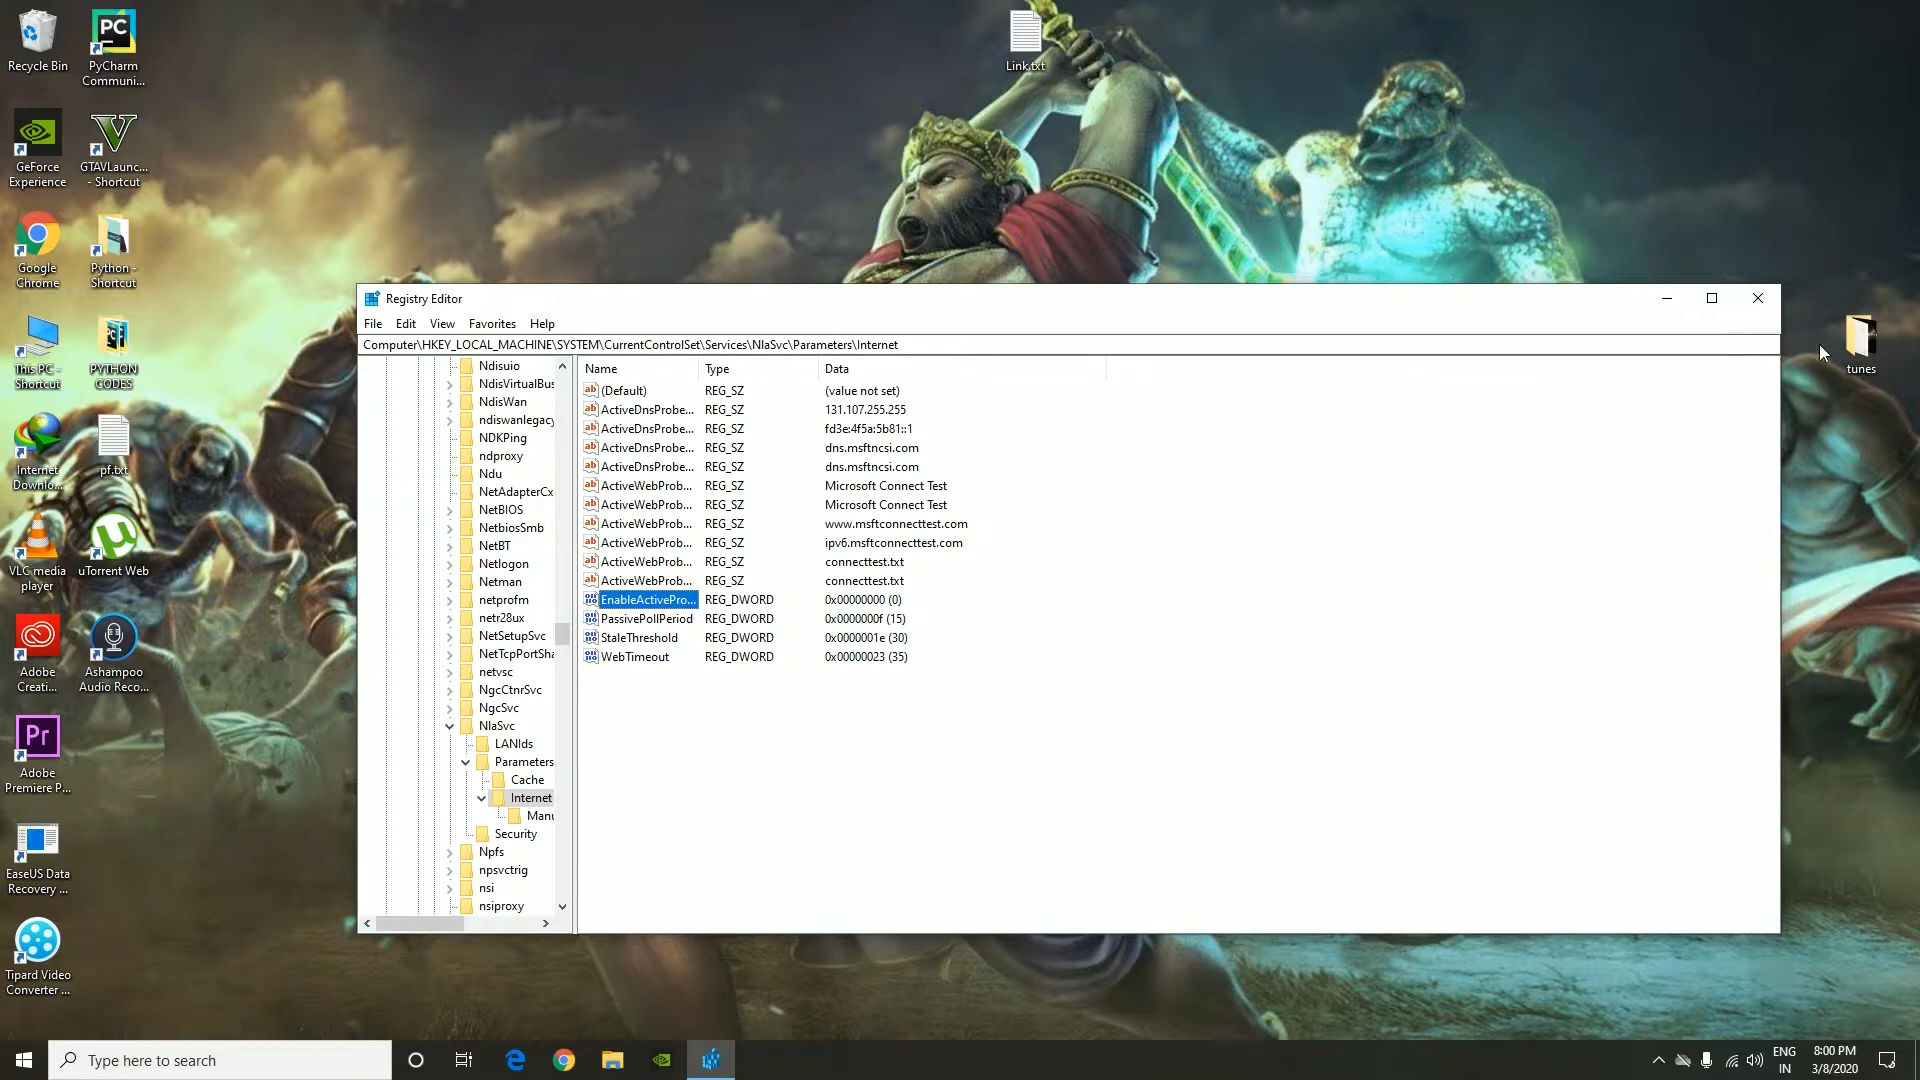 Recycle Bin
PyCharm
Communi...
GeForce
Experience
GTAVLaunc...
- Shortcut
Google
Chrome
Python -
Shortcut
This PC -
Shortcut
PYTHON
CODES
Internet
Downlo...
pf.txt
VLC media
player
uTorrent Web
Adobe
Creati...
Ashampoo
Audio Reco...
Adobe
Premiere P...
EaseUS Data
Recovery ...
Tipard Video
Converter ...
Link.txt
tunes
Registry Editor
File Edit View Favorites Help
Computer\HKEY_LOCAL_MACHINE\SYSTEM\CurrentControlSet\Services\NlaSvc\Parameters\Internet
Ndisuio
NdisVirtualBus
NdisWan
ndiswanlegacy
NDKPing
ndproxy
Ndu
NetAdapterCx
NetBIOS
NetbiosSmb
NetBT
Netlogon
Netman
netprofm
netr28ux
NetSetupSvc
NetTcpPortSha
netvsc
NgcCtnrSvc
NgcSvc
NlaSvc
LANIds
Parameters
Cache
Internet
Manu
Security
Npfs
npsvctrig
nsi
nsiproxy
Name Type Data
(Default) REG_SZ (value not set)
ActiveDnsProbe... REG_SZ 131.107.255.255
ActiveDnsProbe... REG_SZ fd3e:4f5a:5b81::1
ActiveDnsProbe... REG_SZ dns.msftncsi.com
ActiveDnsProbe... REG_SZ dns.msftncsi.com
ActiveWebProb... REG_SZ Microsoft Connect Test
ActiveWebProb... REG_SZ Microsoft Connect Test
ActiveWebProb... REG_SZ www.msftconnecttest.com
ActiveWebProb... REG_SZ ipv6.msftconnecttest.com
ActiveWebProb... REG_SZ connecttest.txt
ActiveWebProb... REG_SZ connecttest.txt
EnableActivePro... REG_DWORD 0x00000000 (0)
PassivePollPeriod REG_DWORD 0x0000000f (15)
StaleThreshold REG_DWORD 0x0000001e (30)
WebTimeout REG_DWORD 0x00000023 (35)
Type here to search
ENG
IN
8:00 PM
3/8/2020